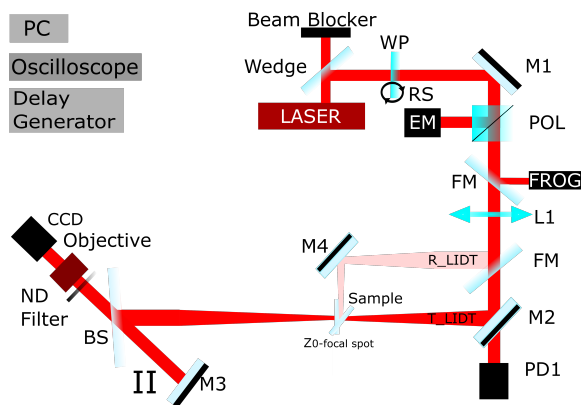 PC
Oscilloscope
Delay
Generator
Beam Blocker
Wedge
WP
RS
LASER
M1
EM
POL
FM
FROG
L1
M4
R_LIDT
FM
CCD
Objective
ND
Filter
BS
Sample
T_LIDT
M2
Z0-focal spot
II
M3
PD1